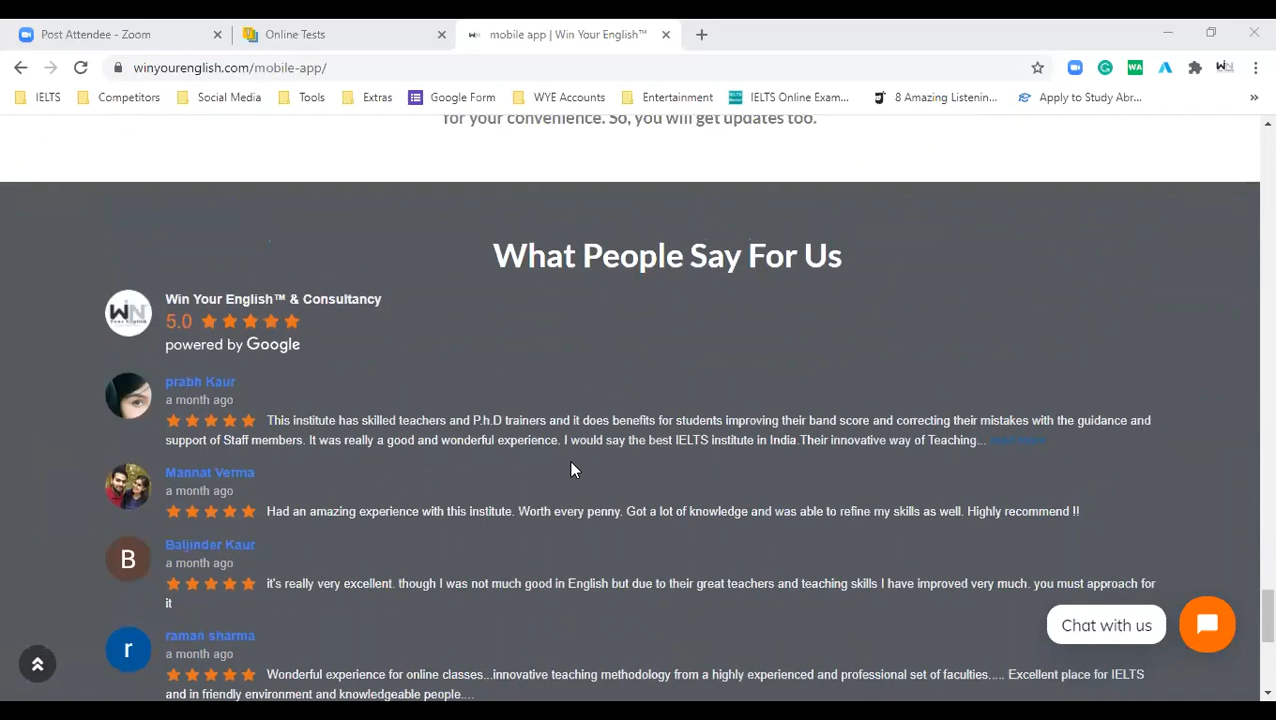 Post Attendee - Zoom
Online Tests
mobile app | Win Your English™
winyourenglish.com/mobile-app/
WA
WiN
IELTS
Competitors
Social Media
Tools
Extras
Google Form
WYE Accounts
Entertainment
IELTS Online Exam...
8 Amazing Listenin...
Apply to Study Abr...
for your convenience. So, you will get updates too.
What People Say For Us
WiN
Win Your English™ & Consultancy
5.0
powered by Google
prabh Kaur
a month ago
This institute has skilled teachers and P.h.D trainers and it does benefits for students improving their band score and correcting their mistakes with the guidance and
support of Staff members. It was really a good and wonderful experience. I would say the best IELTS institute in India.Their innovative way of Teaching...
Mannat Verma
a month ago
Had an amazing experience with this institute. Worth every penny. Got a lot of knowledge and was able to refine my skills as well. Highly recommend !!
B
Baljinder Kaur
a month ago
it's really very excellent. though I was not much good in English but due to their great teachers and teaching skills I have improved very much. you must approach for
it
Chat with us
r
raman sharma
a month ago
Wonderful experience for online classes...innovative teaching methodology from a highly experienced and professional set of faculties..... Excellent place for IELTS
and in friendly environment and knowledgeable people....